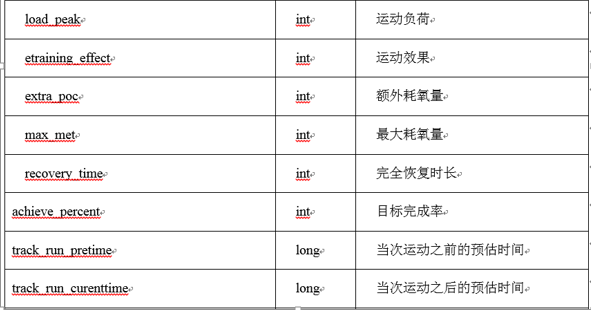 load_peak int 运动负荷
etraining_effect int 运动效果
extra_poc int 额外耗氧量
max_met int 最大耗氧量
recovery_time int 完全恢复时长
achieve_percent int 目标完成率
track_run_pretime long 当次运动之前的预估时间
track_run_curenttime long 当次运动之后的预估时间